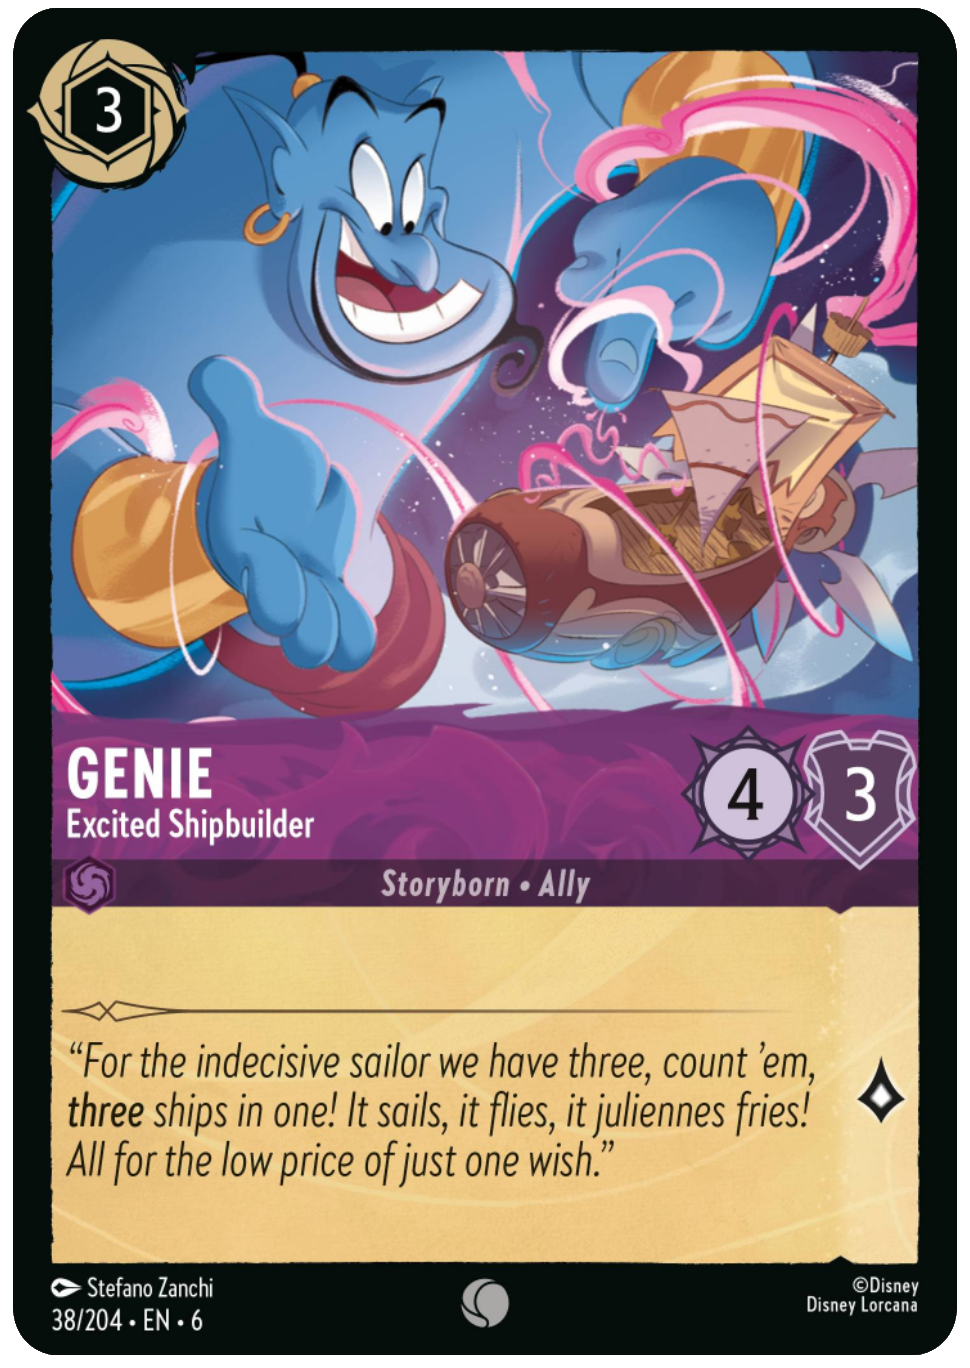 3
GENIE
Excited Shipbuilder
4
3
Storyborn • Ally
“For the indecisive sailor we have three, count ’em,
three ships in one! It sails, it flies, it juliennes fries!
All for the low price of just one wish.”
Stefano Zanchi
38/204 • EN • 6
©Disney
Disney Lorcana